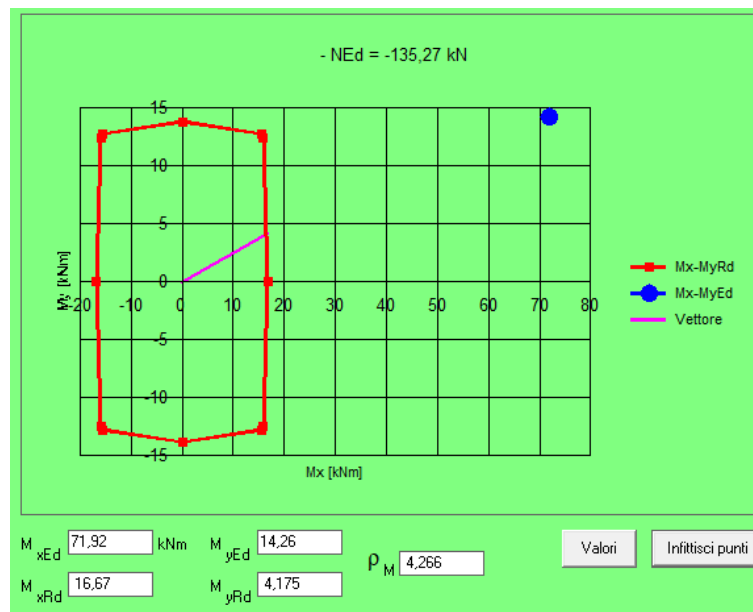 - NEd = -135,27 kN
15
10
5
0
-5
-10
-15
My [kNm]
-20 -10 0 10 20 30 40 50 60 70 80
Mx [kNm]
Mx-MyRd
Mx-MyEd
Vettore
M xEd 71,92 kNm M yEd 14,26
M xRd 16,67 M yRd 4,175
ρ M 4,266
Valori
Infittisci punti